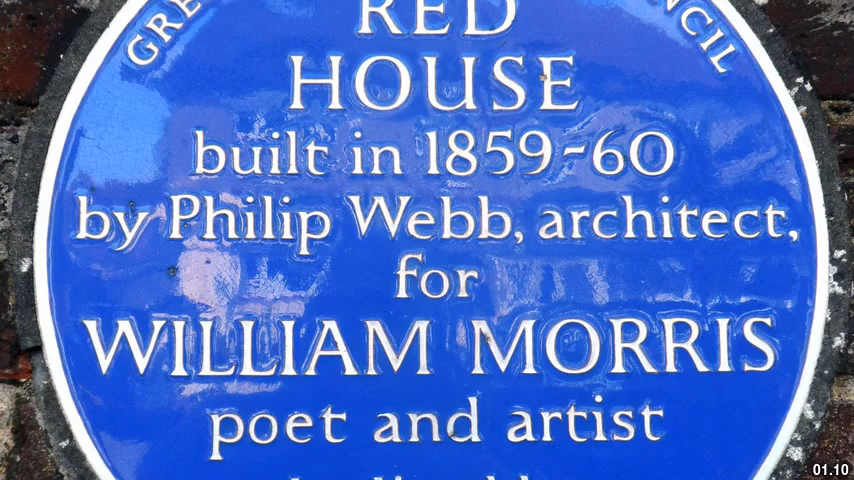 RED
HOUSE
built in 1859-60
by Philip Webb, architect,
for
WILLIAM MORRIS
poet and artist
01.10